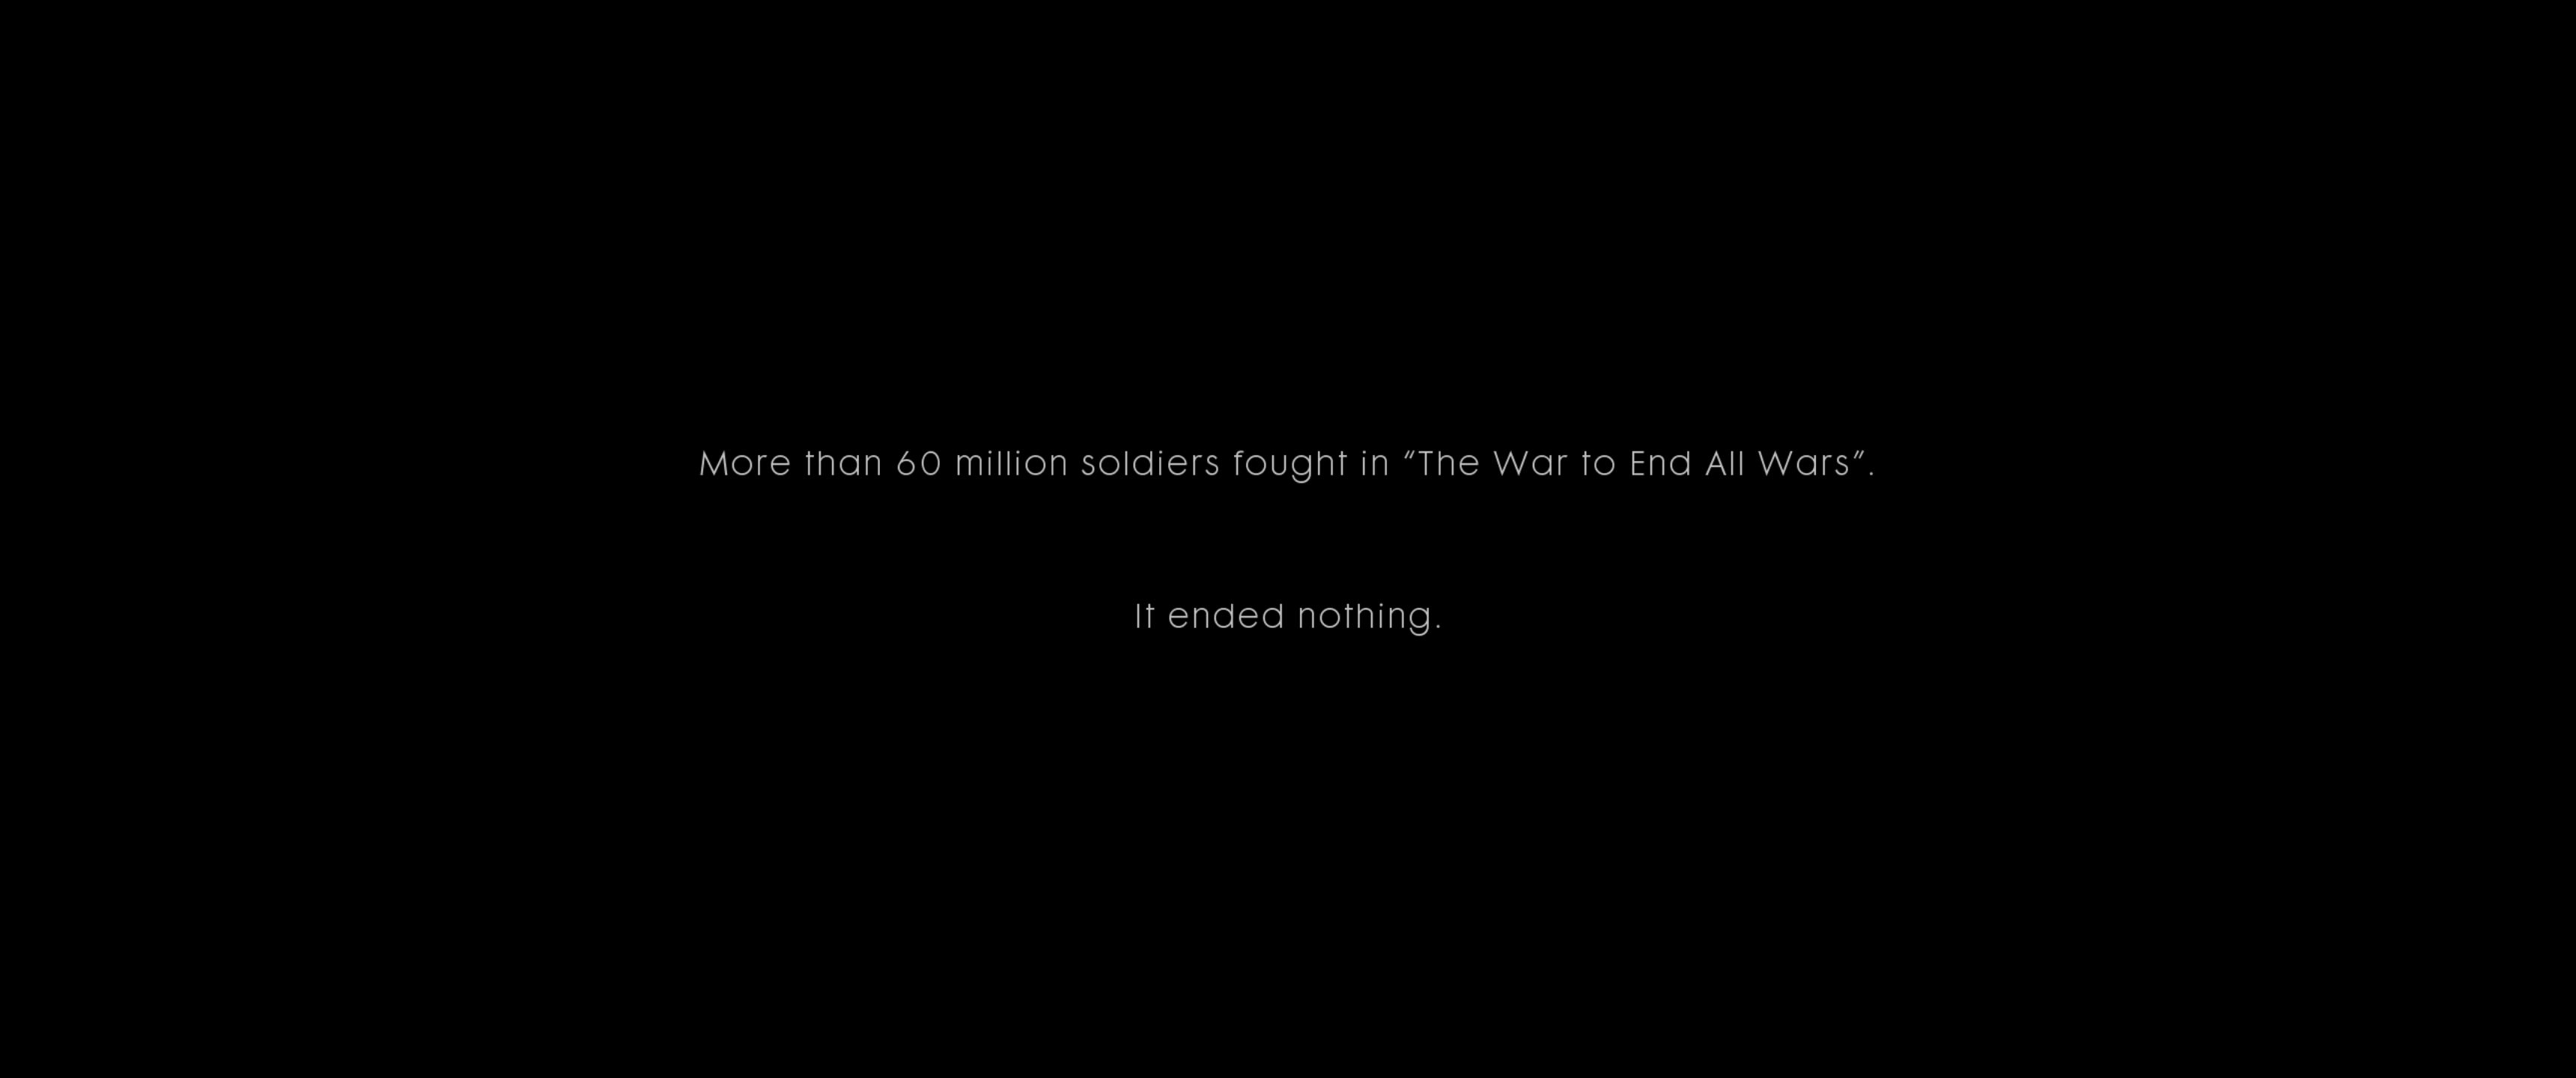 More than 60 million soldiers fought in “The War to End All Wars”.
It ended nothing.